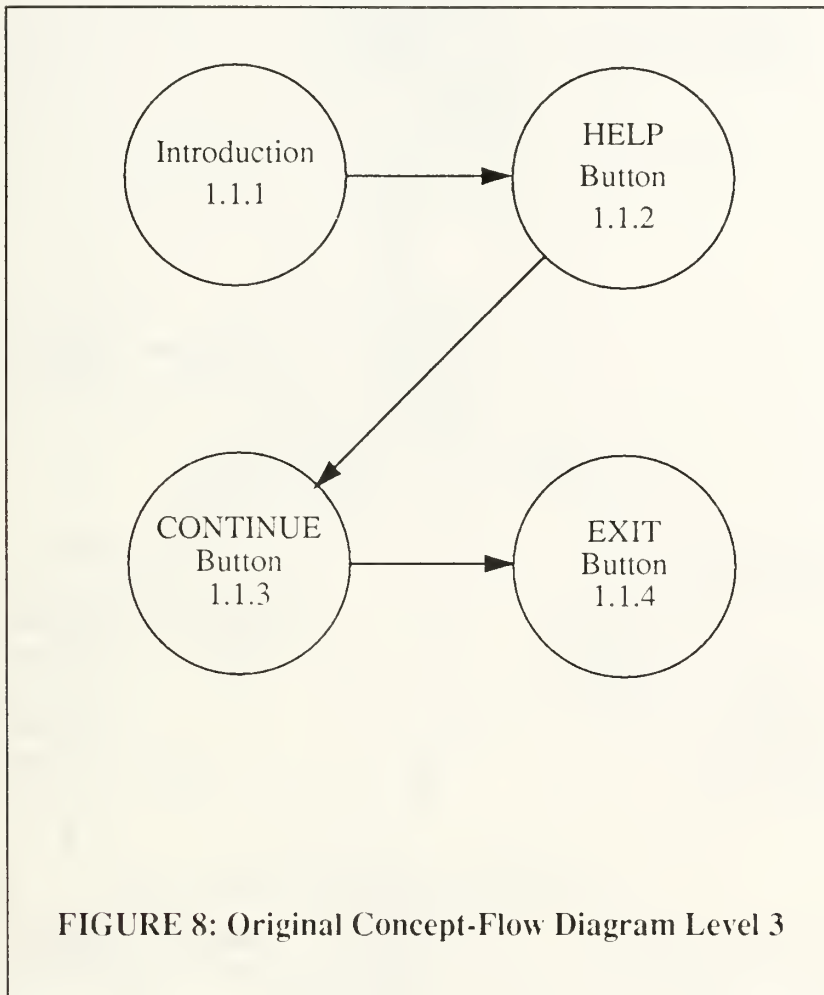 Introduction
1.1.1
HELP
Button
1.1.2
CONTINUE
Button
1.1.3
EXIT
Button
1.1.4
FIGURE 8: Original Concept-Flow Diagram Level 3